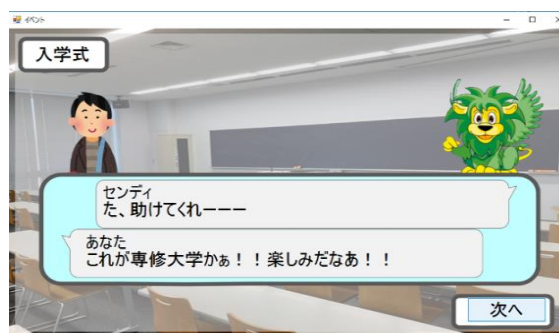 イベント
入学式
センディ
た、助けてくれーーー
あなた
これが専修大学かぁ！！楽しみだなあ！！
次へ